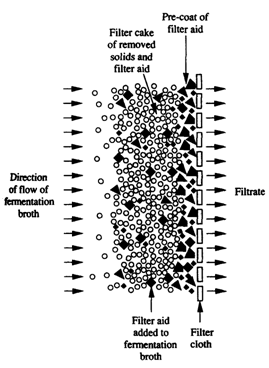 Pre-coat of
filter aid
Filter cake
of removed
solids and
filter aid
Direction
of flow of
fermentation
broth
Filtrate
Filter aid
added to
fermentation
broth
Filter
cloth